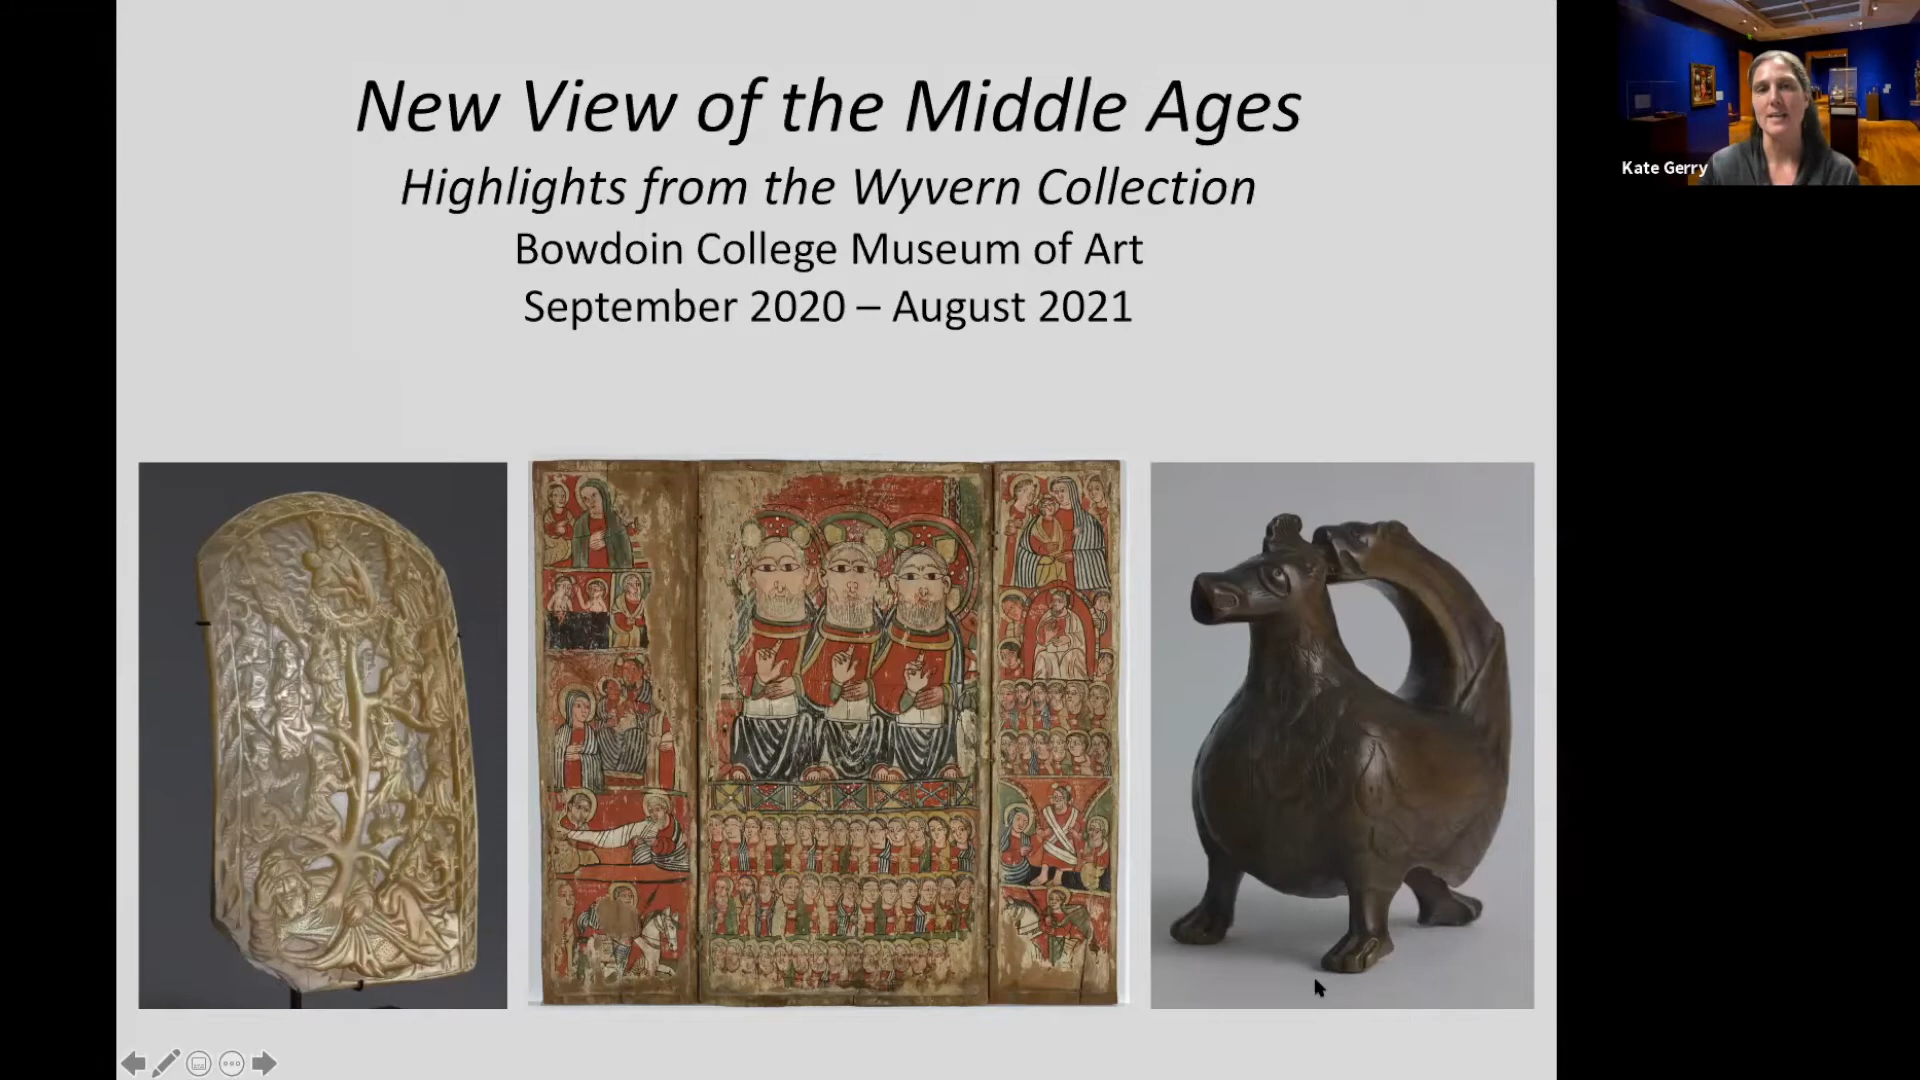 New View of the Middle Ages
Highlights from the Wyvern Collection
Bowdoin College Museum of Art
September 2020 – August 2021
Kate Gerry